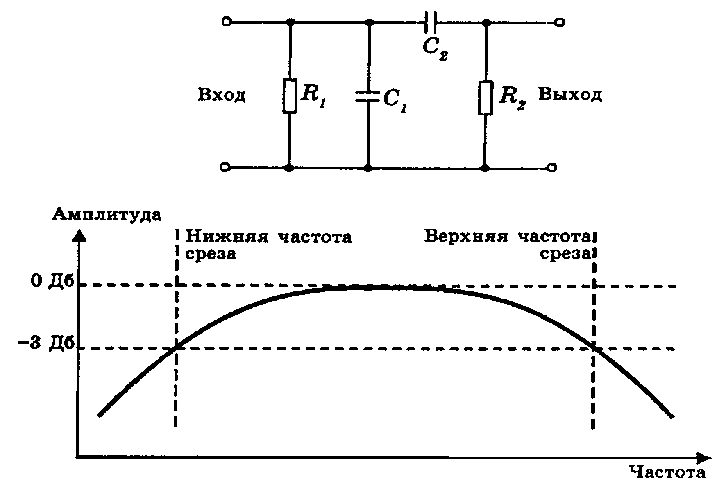 C₂
Вход
R₁
C₁
R₂
Выход
Амплитуда
Нижняя частота
среза
Верхняя частота
среза
0 Дб
−3 Дб
Частота